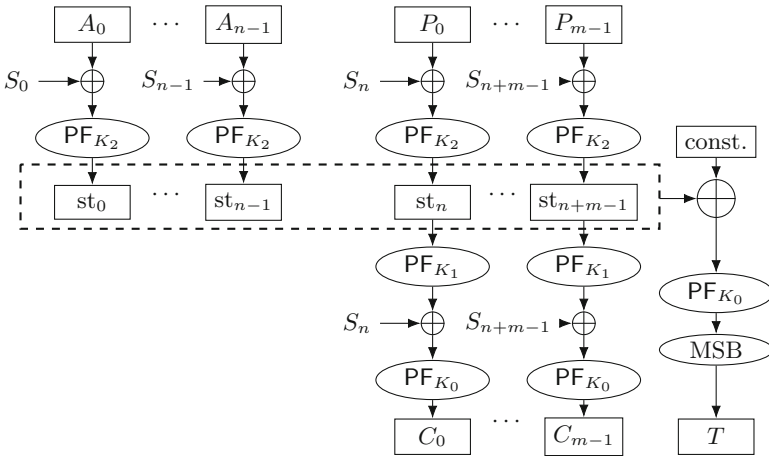 A_0 ⋯ A_{n−1} P_0 ⋯ P_{m−1}
S_0 S_{n−1} S_n S_{n+m−1}
PF_{K_2} PF_{K_2} PF_{K_2} PF_{K_2} const.
st_0 ⋯ st_{n−1} st_n ⋯ st_{n+m−1}
PF_{K_1} PF_{K_1} PF_{K_0}
S_n S_{n+m−1} MSB
PF_{K_0} PF_{K_0}
C_0 ⋯ C_{m−1} T